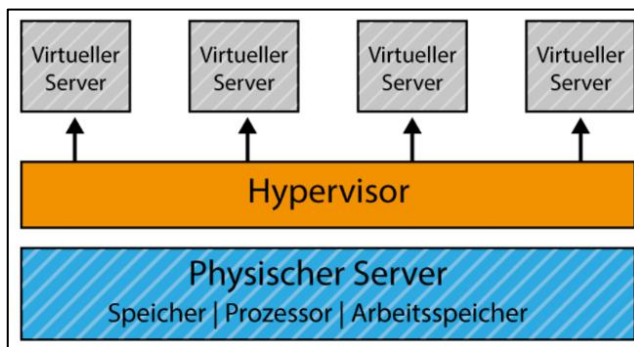 Virtueller
Server
Virtueller
Server
Virtueller
Server
Virtueller
Server
Hypervisor
Physischer Server
Speicher | Prozessor | Arbeitsspeicher